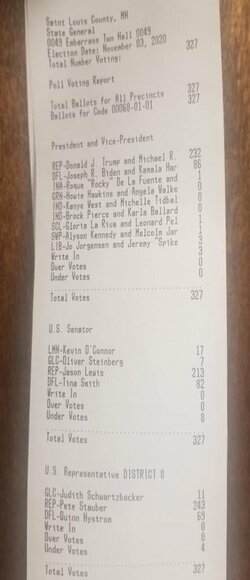 Saint Louis County, MN
State General
0049 Embarrass Twn Hall 0049
Election Date: November 03, 2020
Total Number Voting: 327
Poll Voting Report
Total Ballots for All Precincts 327
Ballots for Code 00068-01-01 327
President and Vice-President
REP-Donald J. Trump and Michael R. 232
DFL-Joseph R. Biden and Kamala Har 86
INA-Roque "Rocky" De La Fuente and 1
GRN-Howie Hawkins and Angela Walke 0
IND-Kanye West and Michelle Tidbal 0
IND-Brock Pierce and Karla Ballard 0
SCL-Gloria La Riva and Leonard Pel 1
SWP-Alyson Kennedy and Malcolm Jar 1
LIB-Jo Jorgensen and Jeremy "Spike 3
Write In 3
Over Votes 0
Under Votes 0
Total Votes 327
U.S. Senator
LMN-Kevin O'Connor 17
GLC-Oliver Steinberg 7
REP-Jason Lewis 213
DFL-Tina Smith 82
Write In 0
Over Votes 0
Under Votes 8
Total Votes 327
U.S. Representative DISTRICT 8
GLC-Judith Schwartzbacker 11
REP-Pete Stauber 243
DFL-Quinn Nystrom 69
Write In 0
Over Votes 0
Under Votes 4
Total Votes 327